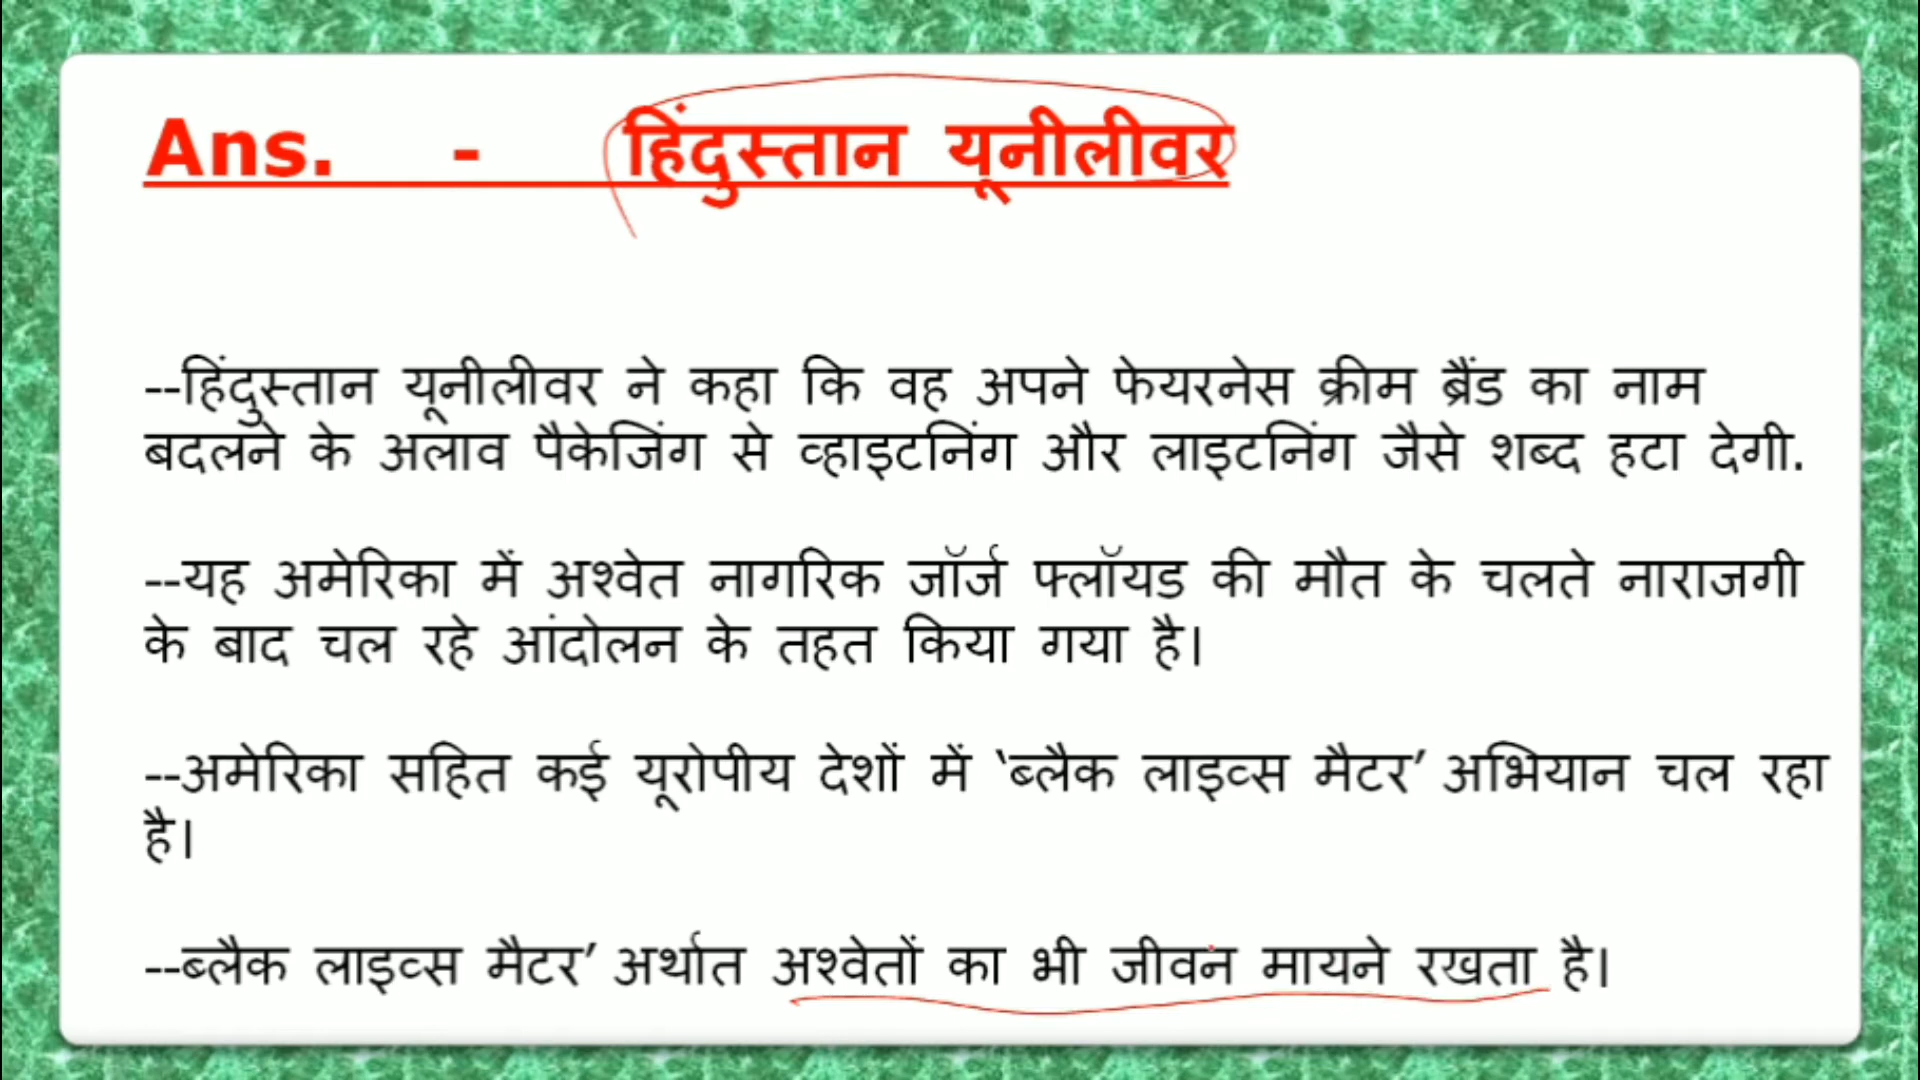 Ans. - हिंदुस्तान यूनीलीवर
--हिंदुस्तान यूनीलीवर ने कहा कि वह अपने फेयरनेस क्रीम ब्रैंड का नाम
बदलने के अलाव पैकेजिंग से व्हाइटनिंग और लाइटनिंग जैसे शब्द हटा देगी.
--यह अमेरिका में अश्वेत नागरिक जॉर्ज फ्लॉयड की मौत के चलते नाराजगी
के बाद चल रहे आंदोलन के तहत किया गया है।
--अमेरिका सहित कई यूरोपीय देशों में ‘ब्लैक लाइव्स मैटर’ अभियान चल रहा
है।
--ब्लैक लाइव्स मैटर’ अर्थात अश्वेतों का भी जीवन मायने रखता है।